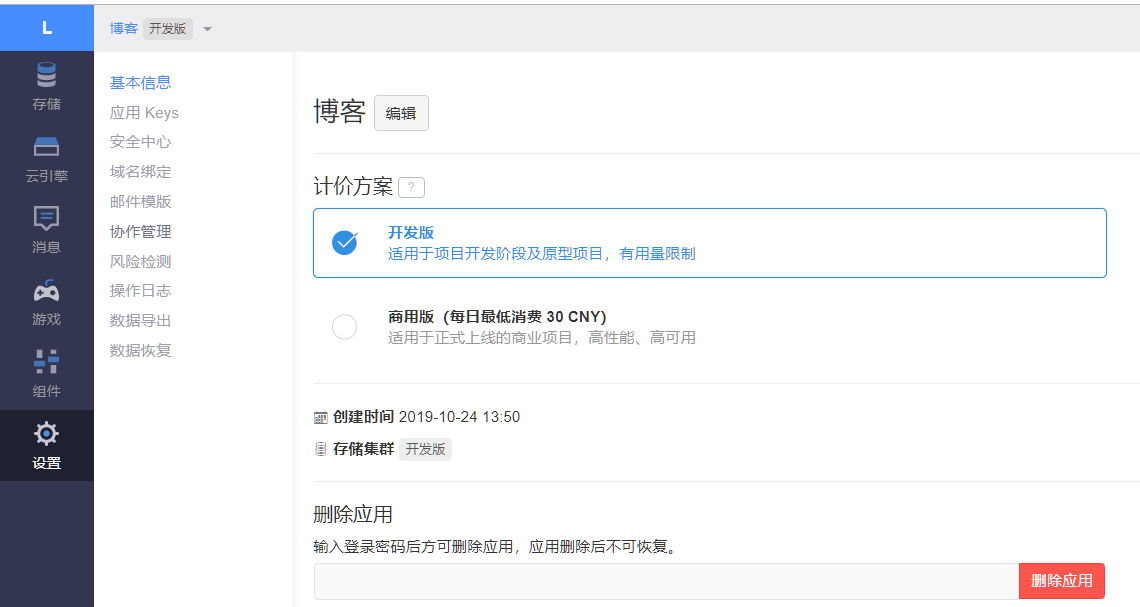 L
博客 开发版
存储
云引擎
消息
游戏
组件
设置
基本信息
应用 Keys
安全中心
域名绑定
邮件模版
协作管理
风险检测
操作日志
数据导出
数据恢复
博客 编辑
计价方案 ?
开发版
适用于项目开发阶段及原型项目，有用量限制
商用版（每日最低消费 30 CNY）
适用于正式上线的商业项目，高性能、高可用
创建时间 2019-10-24 13:50
存储集群 开发版
删除应用
输入登录密码后方可删除应用，应用删除后不可恢复。
删除应用